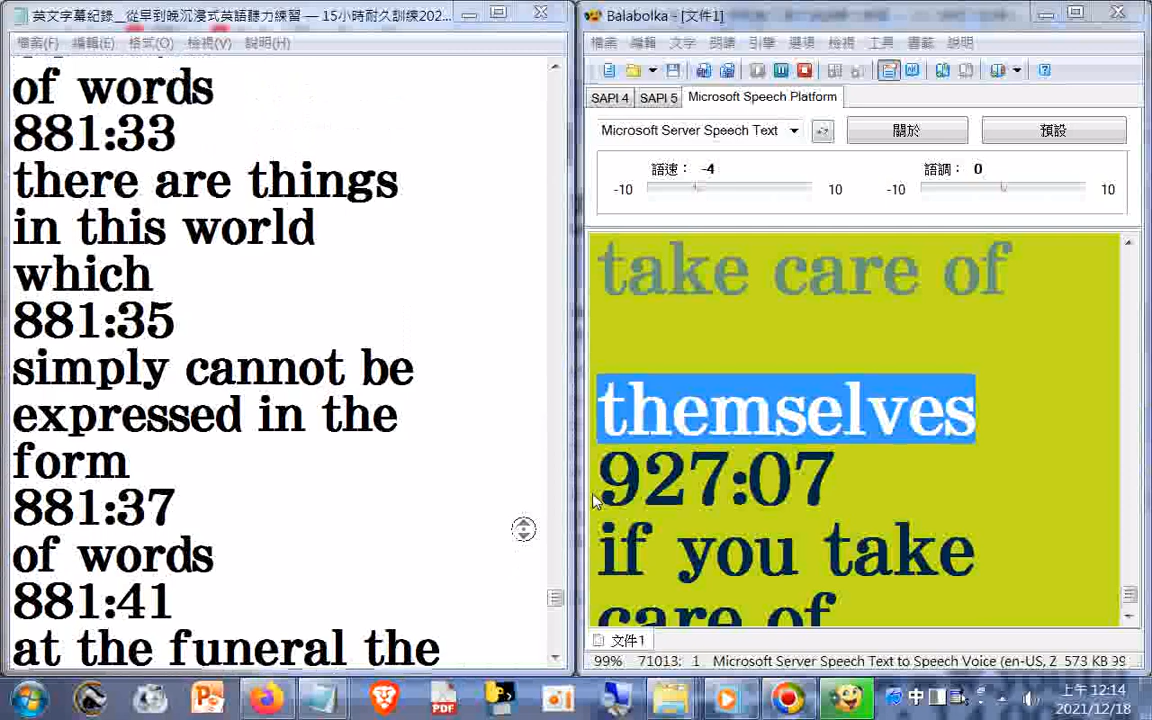 英文字幕紀錄__從早到晚沉浸式英語聽力練習 — 15小時耐久訓練202...
檔案(F) 編輯(E) 格式(O) 檢視(V) 說明(H)
of words
881:33
there are things
in this world
which
881:35
simply cannot be
expressed in the
form
881:37
of words
881:41
at the funeral the
Balabolka - [文件1]
檔案 編輯 文字 朗讀 引擎 選項 檢視 工具 書籤 說明
SAPI 4 SAPI 5 Microsoft Speech Platform
Microsoft Server Speech Text 關於 預設
語速： -4 語調： 0
-10 10 -10 10
take care of
themselves
927:07
if you take
care of
文件1
99% 71013: 1 Microsoft Server Speech Text to Speech Voice (en-US, 2 573 KB 99
PDF 中 上午 12:14
2021/12/18